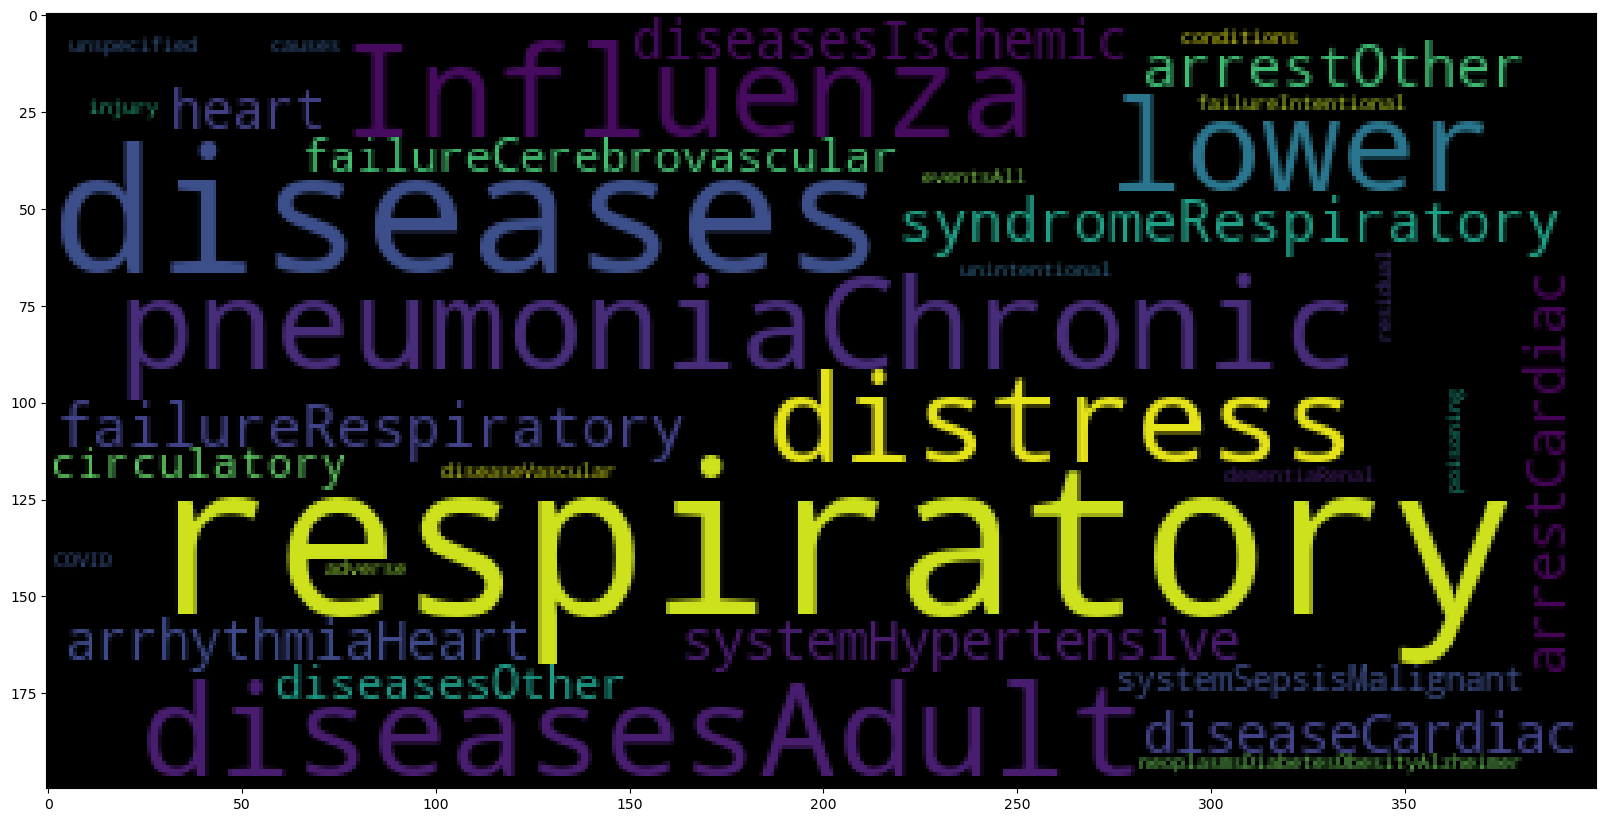 0
unspecified causes Influenza diseasesIschemic conditions
arrestOther
25
injury heart failureIntentional
lower
failureCerebrovascular
eventsAll
50
diseases syndromeRespiratory
unintentional residual
75
pneumoniaChronic arrestCardiac
100
distress
failureRespiratory poisoning
circulatory diseaseVascular dementiaRenal
125
respiratory
COVID adverse
150
arrhythmiaHeart systemHypertensive
175
diseasesOther systemSepsisMalignant
diseasesAdult diseaseCardiac
neoplasmsDiabetesObesityAlzheimer
0 50 100 150 200 250 300 350